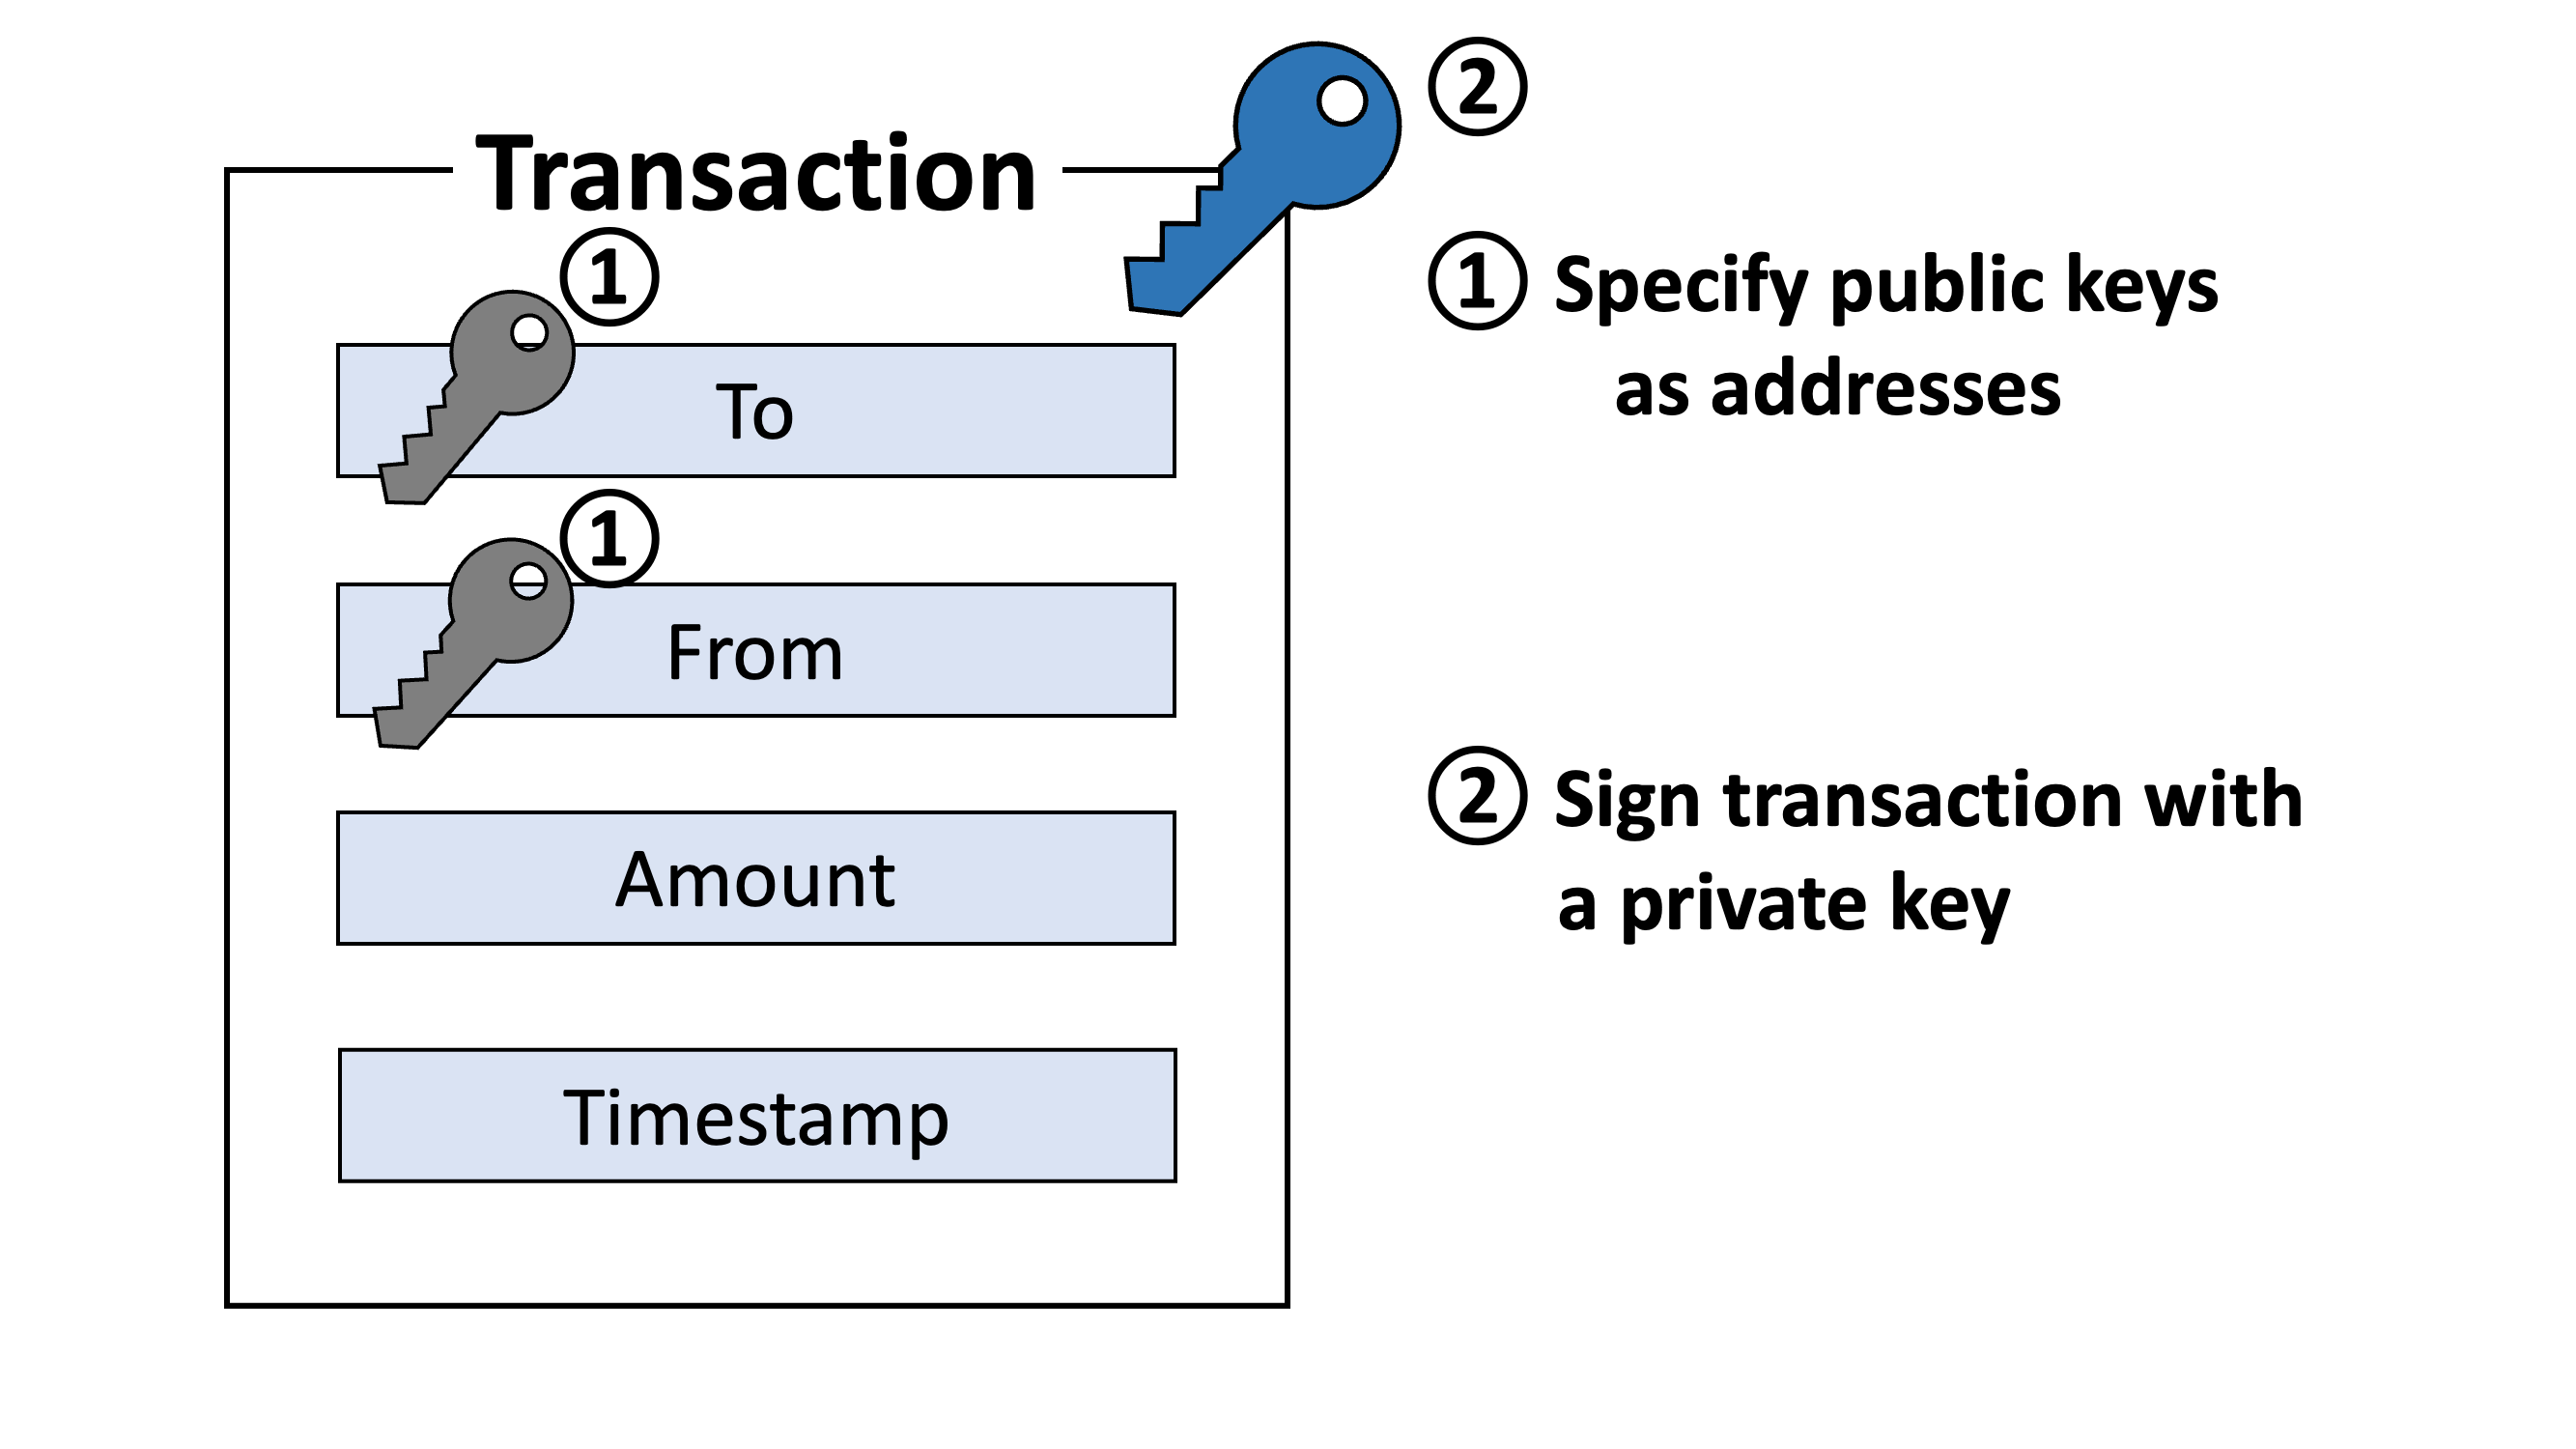 ②
Transaction
①
To
①
From
Amount
Timestamp
① Specify public keys
as addresses
② Sign transaction with
a private key